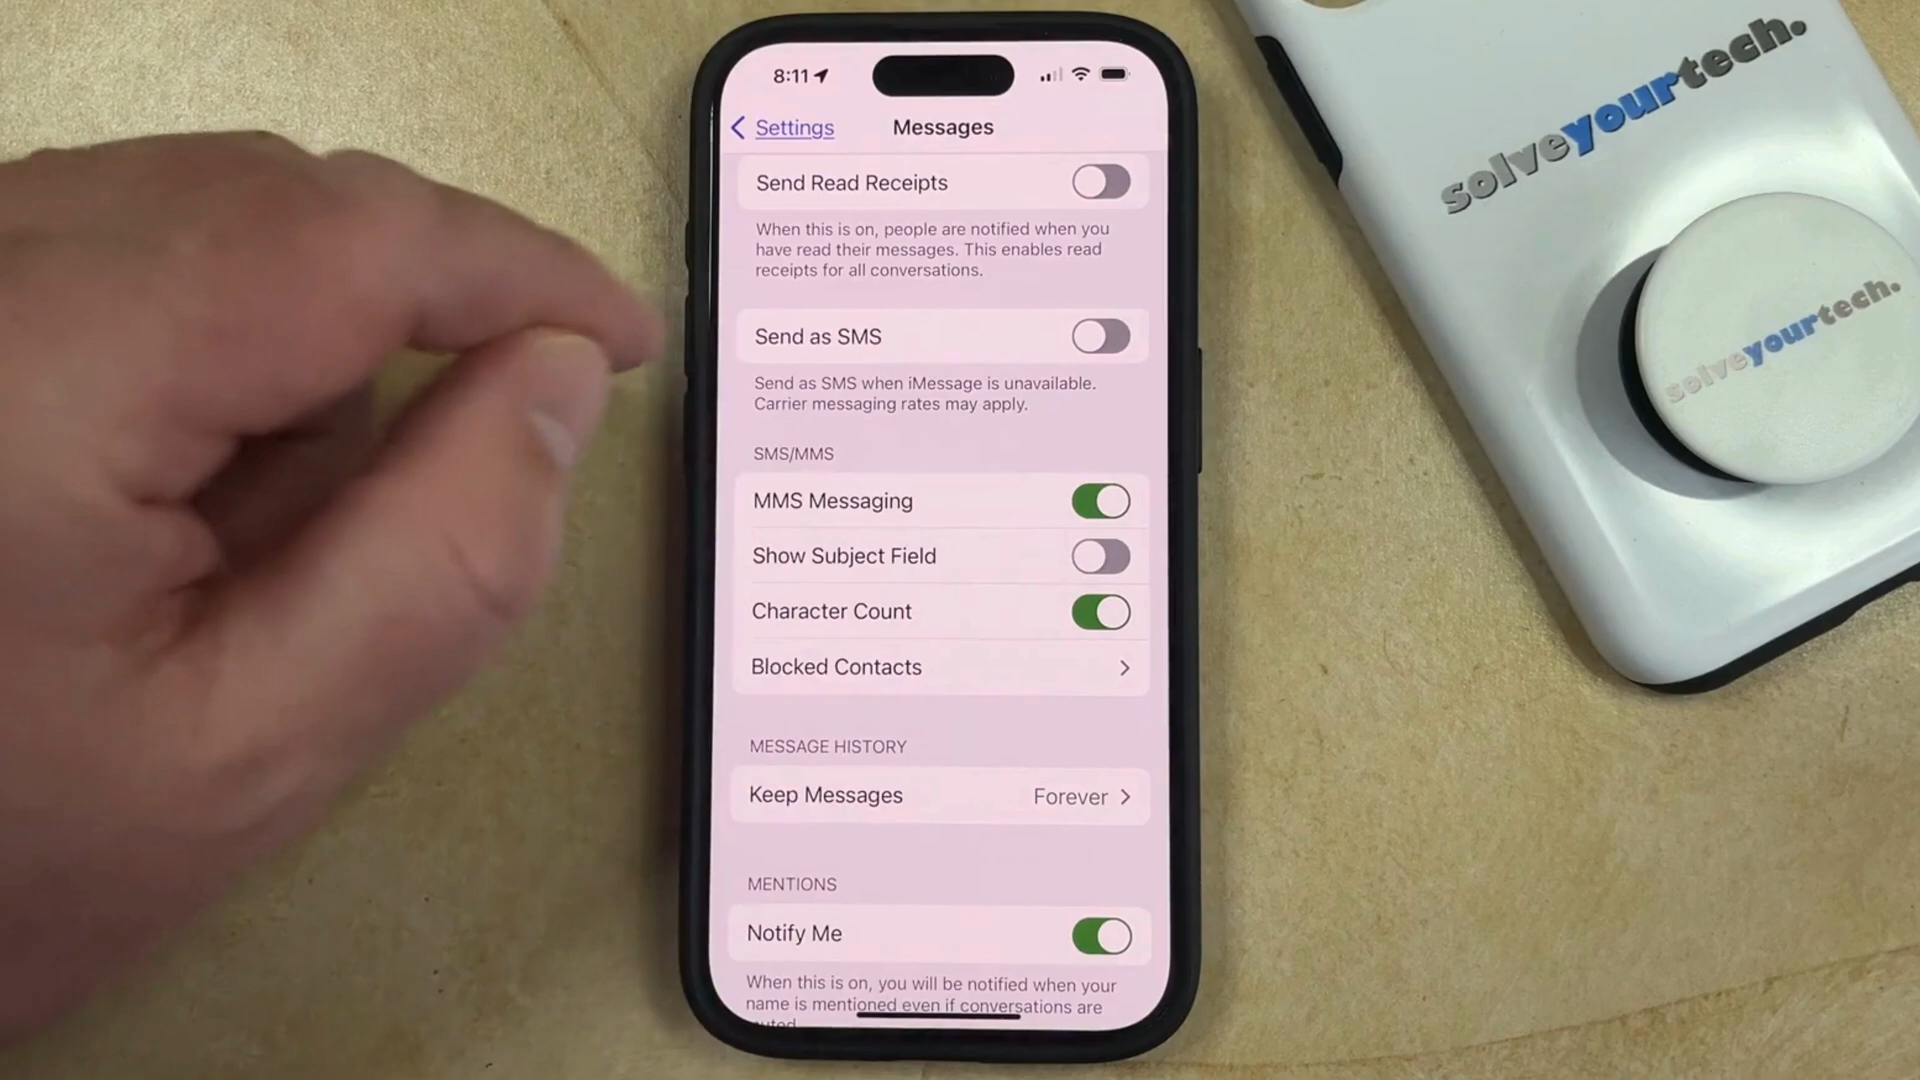 8:11
Settings
Messages
Send Read Receipts
When this is on, people are notified when you
have read their messages. This enables read
receipts for all conversations.
Send as SMS
Send as SMS when iMessage is unavailable.
Carrier messaging rates may apply.
SMS/MMS
MMS Messaging
Show Subject Field
Character Count
Blocked Contacts
MESSAGE HISTORY
Keep Messages Forever
MENTIONS
Notify Me
When this is on, you will be notified when your
name is mentioned even if conversations are
solveyourtech.
solveyourtech.